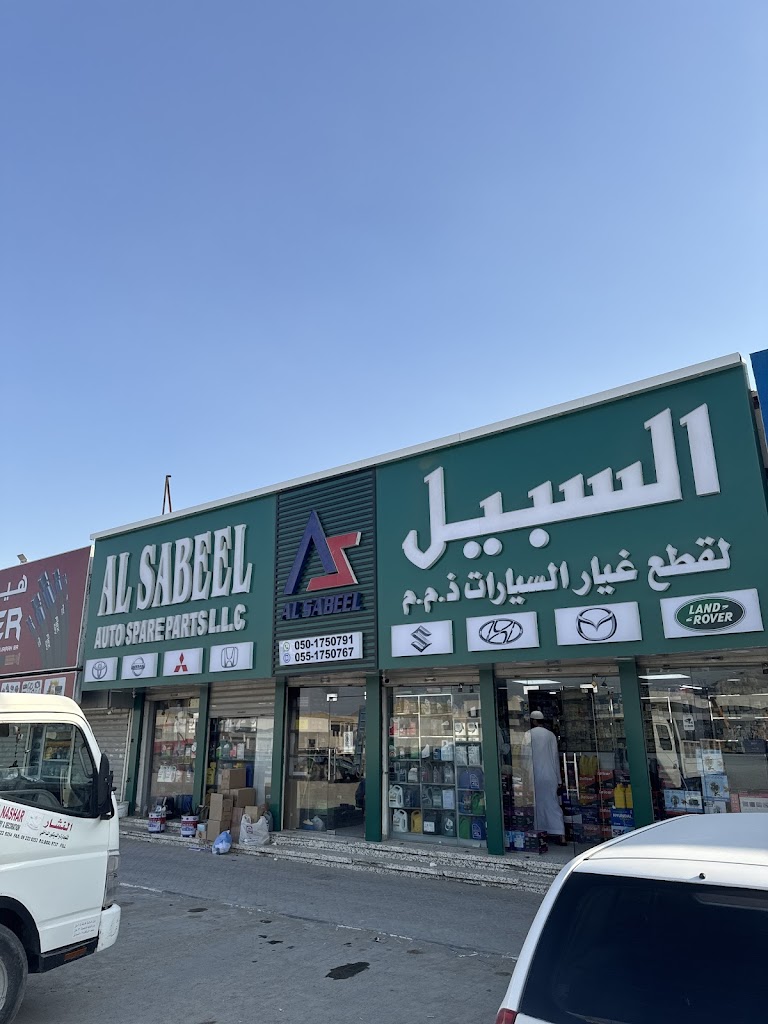 AL SABEEL
AUTO SPARE PARTS L.L.C
AS
AL SABEEL
050-1750791
055-1750767
السبيل
لقطع غيار السيارات ذ.م.م
LAND-
-ROVER
NASHAR
النشار